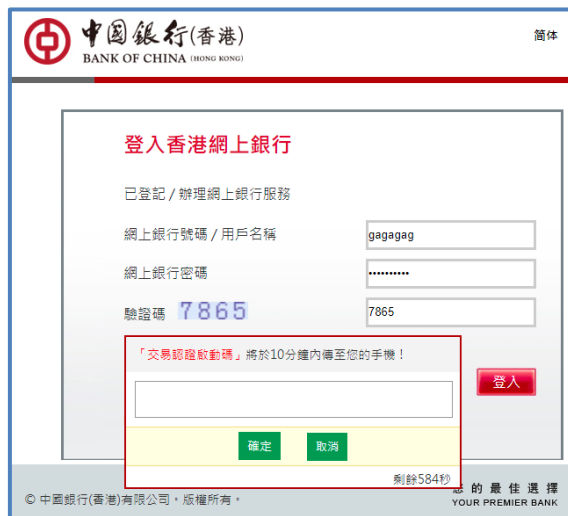 中國銀行(香港)
BANK OF CHINA (HONG KONG)
简体
登入香港網上銀行
已登記 / 辦理網上銀行服務
網上銀行號碼 / 用戶名稱 gagagag
網上銀行密碼 ••••••••••
驗證碼 7865 7865
「交易認證啟動碼」將於10分鐘內傳至您的手機！
登入
確定 取消
剩餘584秒
的最佳選擇
© 中國銀行(香港)有限公司。版權所有。 YOUR PREMIER BANK